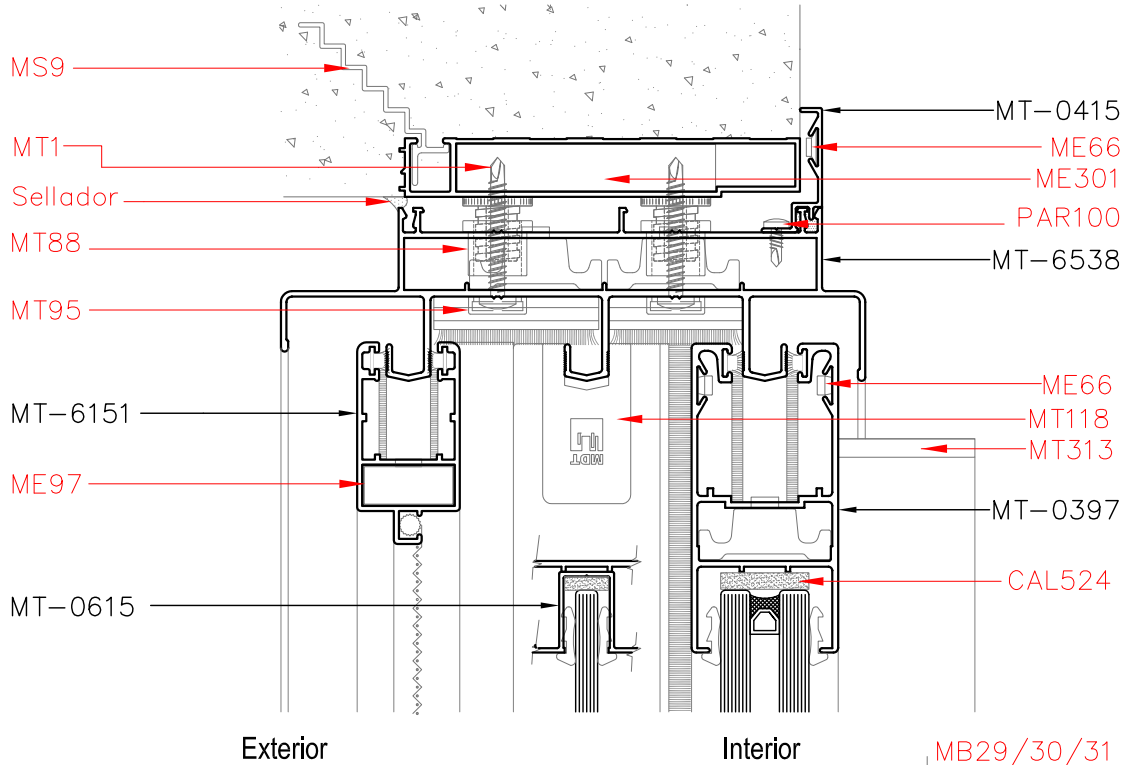 MS9
MT-0415
MT1
ME66
ME301
Sellador
PAR100
MT88
MT-6538
MT95
ME66
MT-6151
MT118
MT313
ME97
MT-0397
MDT
CAL524
MT-0615
Exterior
Interior
MB29/30/31